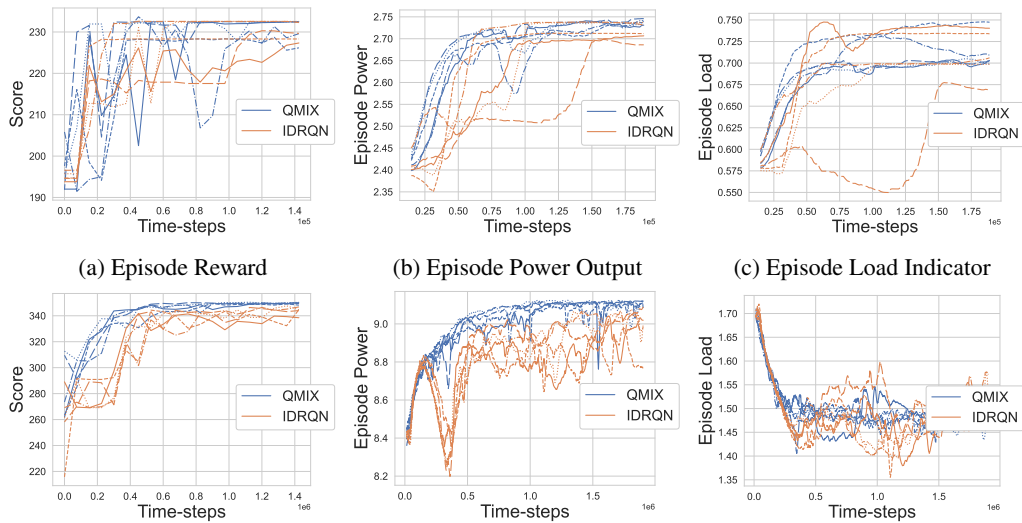 Score
230
220
210
200
190
0.0 0.2 0.4 0.6 0.8 1.0 1.2 1.4
1e5
Time-steps
QMIX
IDRQN
Episode Power
2.75
2.70
2.65
2.60
2.55
2.50
2.45
2.40
2.35
0.25 0.50 0.75 1.00 1.25 1.50 1.75
1e5
Time-steps
QMIX
IDRQN
Episode Load
0.750
0.725
0.700
0.675
0.650
0.625
0.600
0.575
0.550
0.25 0.50 0.75 1.00 1.25 1.50 1.75
1e5
Time-steps
QMIX
IDRQN
(a) Episode Reward
(b) Episode Power Output
(c) Episode Load Indicator
Score
340
320
300
280
260
240
220
0.0 0.2 0.4 0.6 0.8 1.0 1.2 1.4
1e6
Time-steps
QMIX
IDRQN
Episode Power
9.0
8.8
8.6
8.4
8.2
0.0 0.5 1.0 1.5
1e6
Time-steps
QMIX
IDRQN
Episode Load
1.70
1.65
1.60
1.55
1.50
1.45
1.40
1.35
0.0 0.5 1.0 1.5
1e6
Time-steps
QMIX
IDRQN